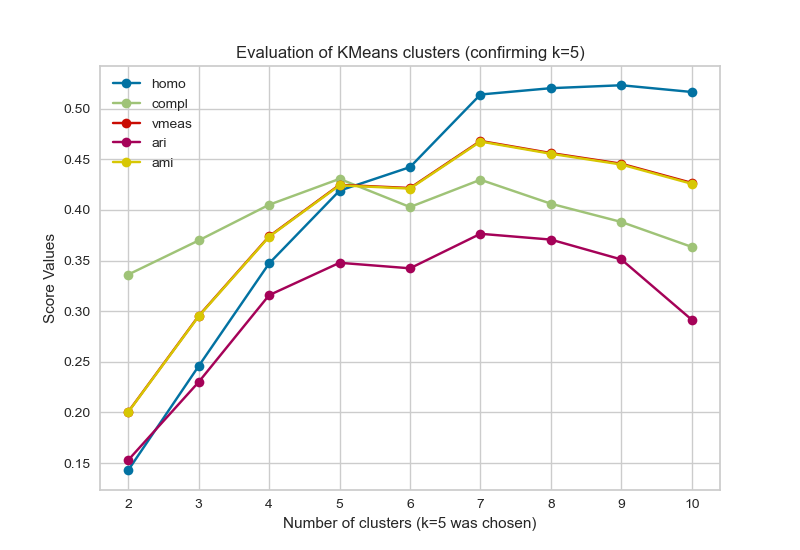 Evaluation of KMeans clusters (confirming k=5)
homo
compl
vmeas
ari
ami
0.50
0.45
0.40
0.35
0.30
0.25
0.20
0.15
Score Values
2 3 4 5 6 7 8 9 10
Number of clusters (k=5 was chosen)